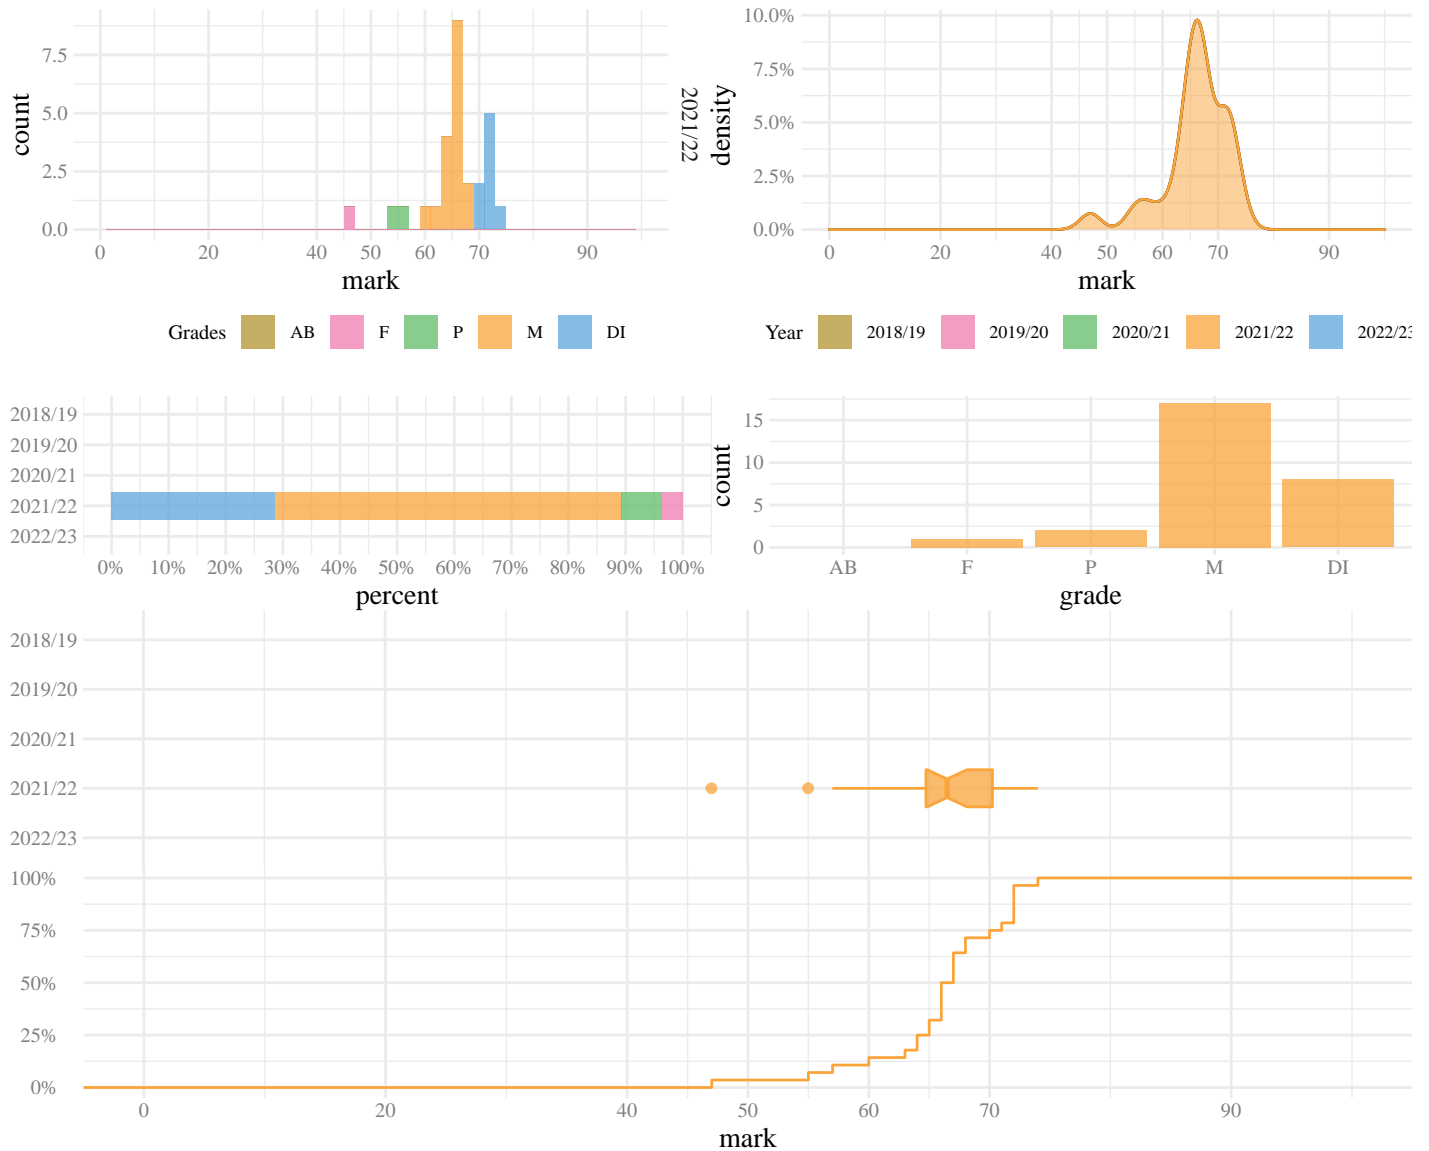 7.5
5.0
2.5
0.0
count
0 20 40 50 60 70 90
mark
2021/22
10.0%
7.5%
5.0%
2.5%
0.0%
density
0 20 40 50 60 70 90
mark
Grades AB F P M DI
Year 2018/19 2019/20 2020/21 2021/22 2022/23
2018/19
2019/20
2020/21
2021/22
2022/23
0% 10% 20% 30% 40% 50% 60% 70% 80% 90% 100%
percent
15
10
5
0
count
AB F P M DI
grade
2018/19
2019/20
2020/21
2021/22
2022/23
100%
75%
50%
25%
0%
0 20 40 50 60 70 90
mark